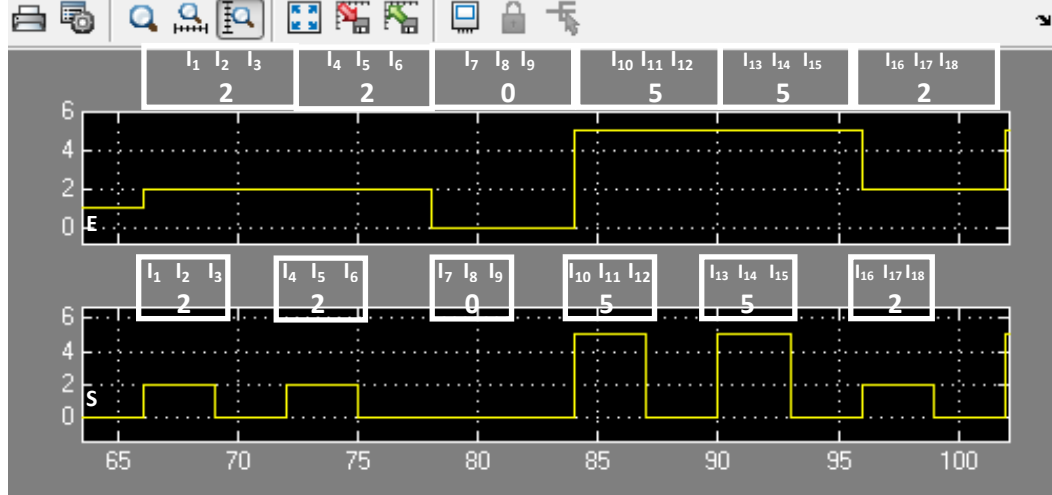 I₁ I₂ I₃ I₄ I₅ I₆ I₇ I₈ I₉ I₁₀ I₁₁ I₁₂ I₁₃ I₁₄ I₁₅ I₁₆ I₁₇ I₁₈
2 2 0 5 5 2
6
4
2
0 E
I₁ I₂ I₃ I₄ I₅ I₆ I₇ I₈ I₉ I₁₀ I₁₁ I₁₂ I₁₃ I₁₄ I₁₅ I₁₆ I₁₇ I₁₈
2 2 0 5 5 2
6
4
2
S
0
65 70 75 80 85 90 95 100